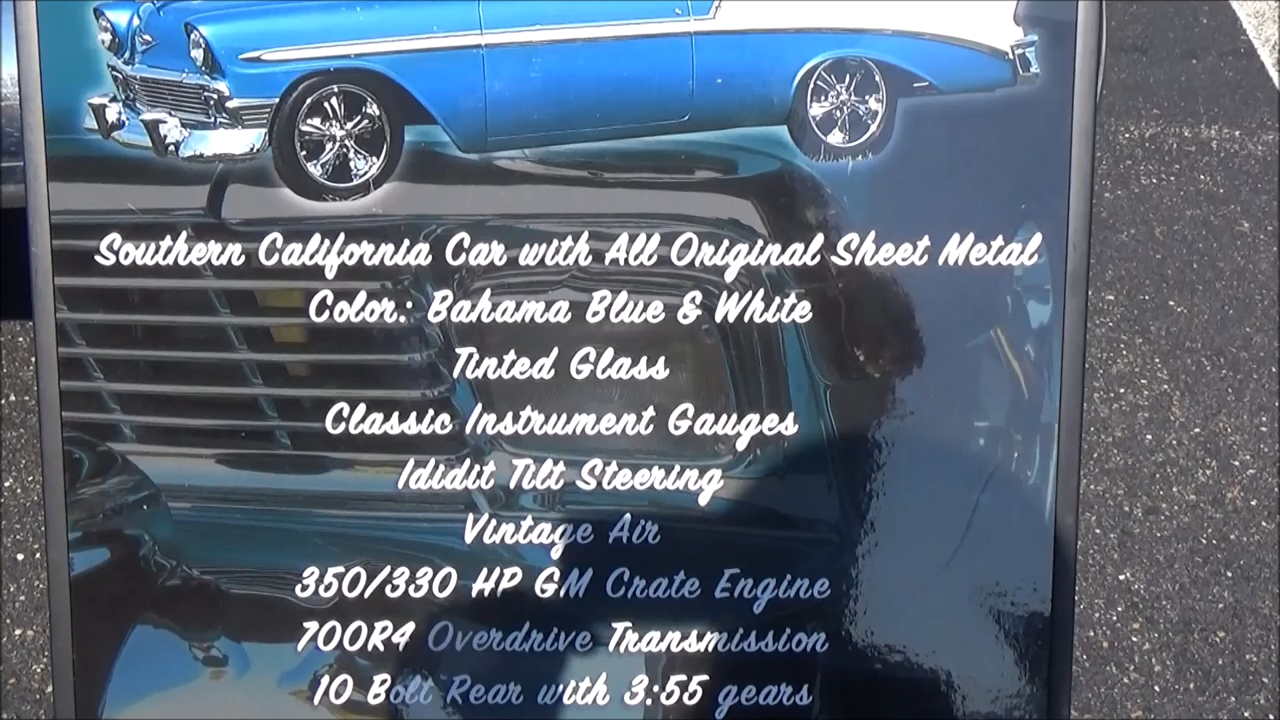 Southern California Car with All Original Sheet Metal
Color: Bahama Blue & White
Tinted Glass
Classic Instrument Gauges
Ididit Tilt Steering
Vintage Air
350/330 HP GM Crate Engine
700R4 Overdrive Transmission
10 Bolt Rear with 3:55 gears